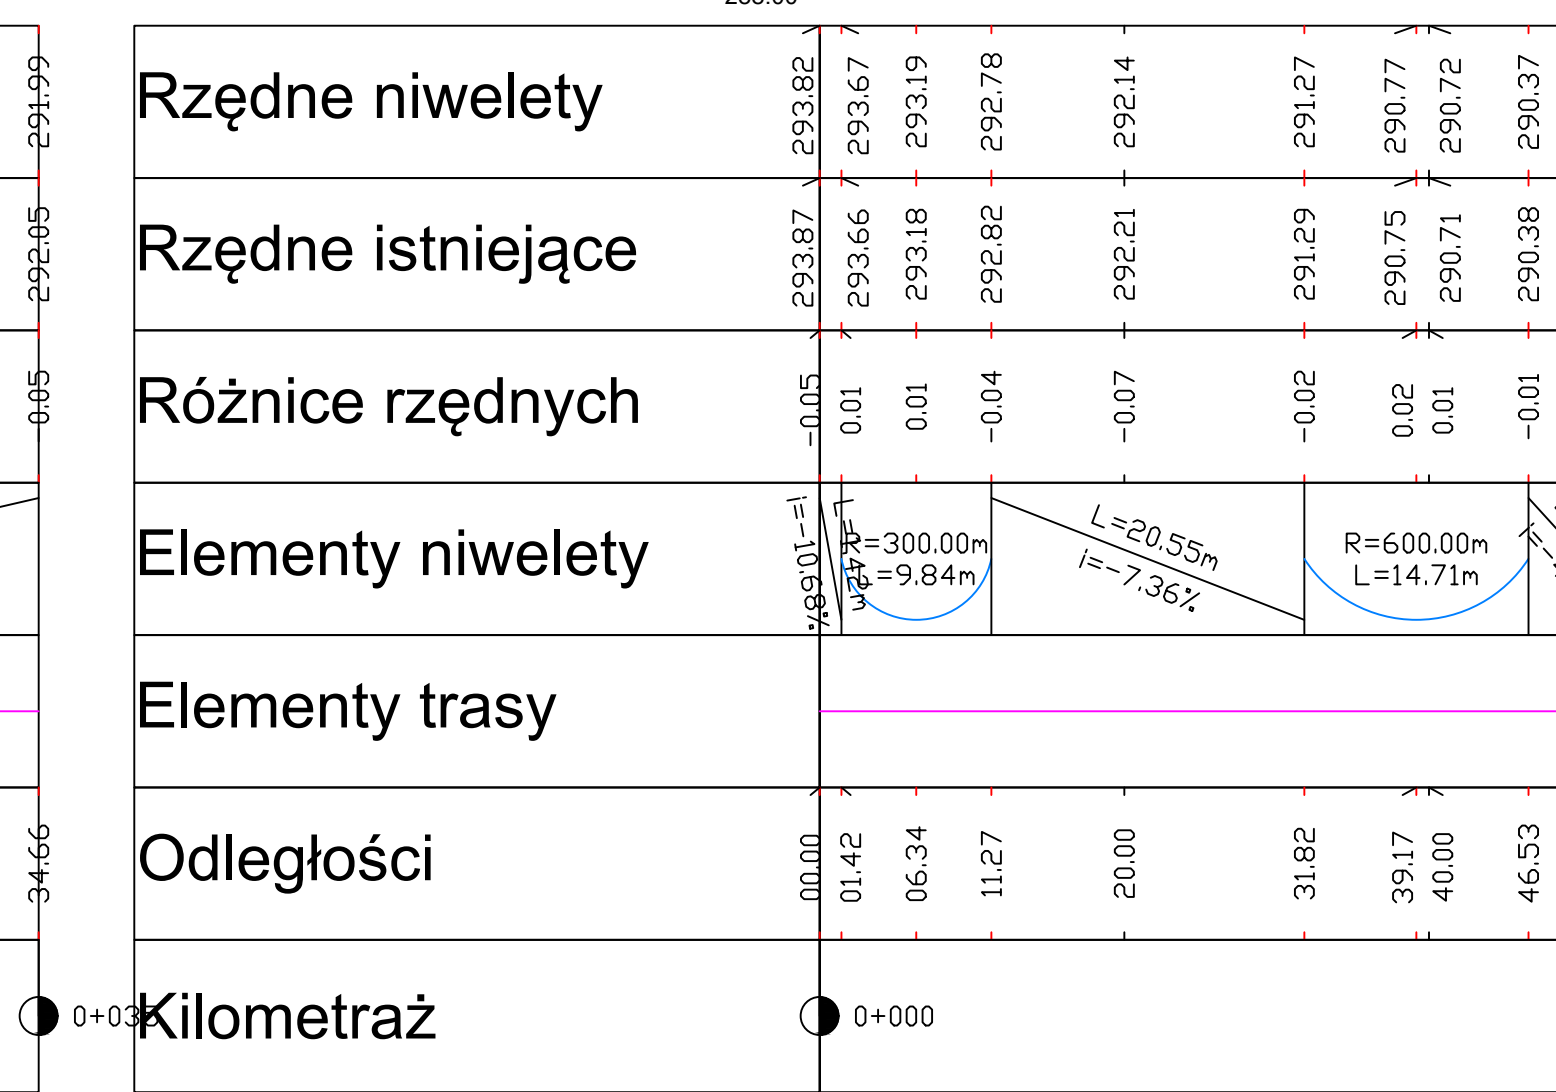 291.99
Rzędne niwelety 293.82 293.67 293.19 292.78 292.14 291.27 290.77 290.72 290.37
292.05
Rzędne istniejące 293.87 293.66 293.18 292.82 292.21 291.29 290.75 290.71 290.38
0.05
Różnice rzędnych -0.05 0.01 0.01 -0.04 -0.07 -0.02 0.02 0.01 -0.01
Elementy niwelety
i=-10.68%
L=1.42m
R=300.00m
L=9.84m
L=20.55m
i=-7.36%
R=600.00m
L=14.71m
Elementy trasy
34.66
Odległości 00.00 01.42 06.34 11.27 20.00 31.82 39.17 40.00 46.53
Kilometraż
0+000